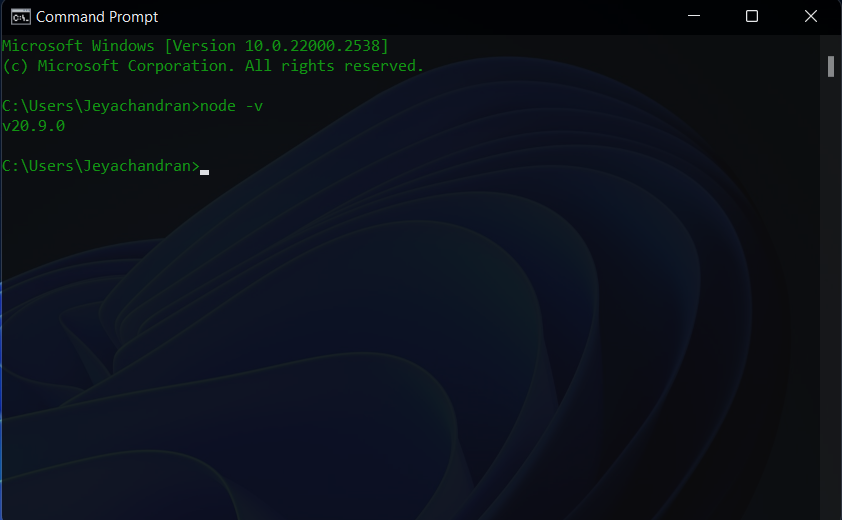 Command Prompt
Microsoft Windows [Version 10.0.22000.2538]
(c) Microsoft Corporation. All rights reserved.
C:\Users\Jeyachandran>node -v
v20.9.0
C:\Users\Jeyachandran>